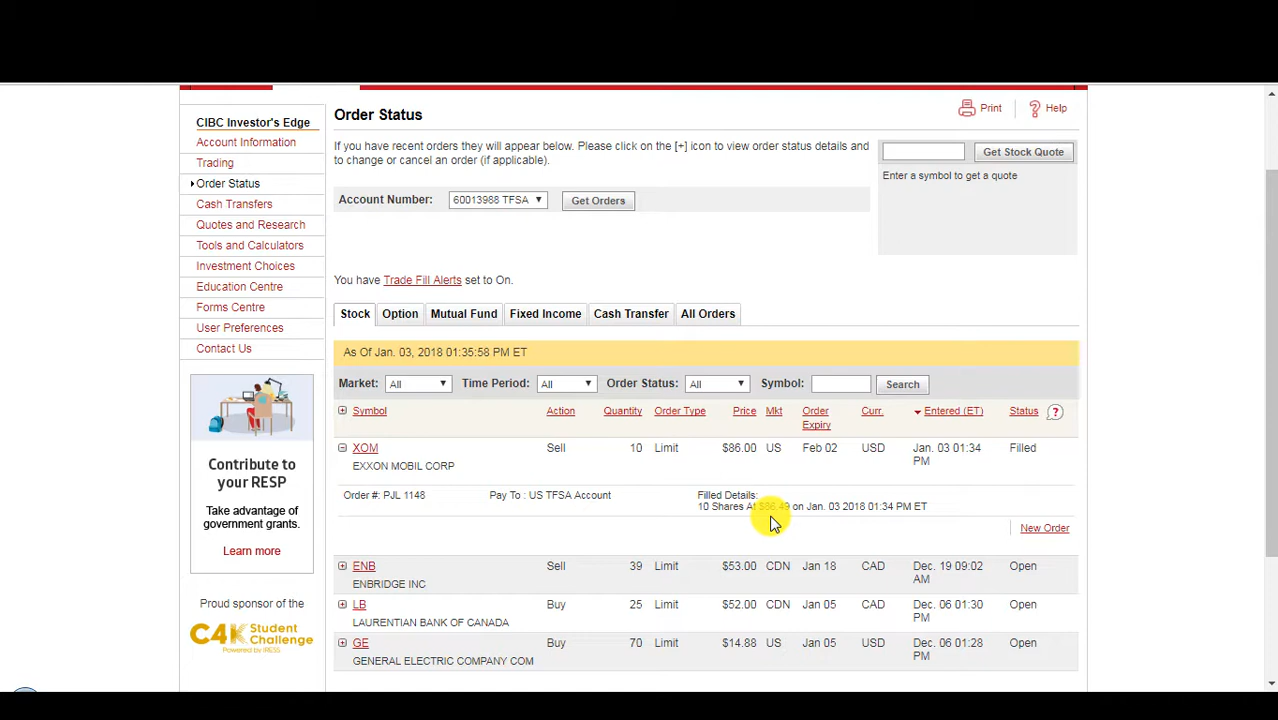 Order Status
Print
Help
CIBC Investor's Edge
Account Information
Trading
Order Status
Cash Transfers
Quotes and Research
Tools and Calculators
Investment Choices
Education Centre
Forms Centre
User Preferences
Contact Us
If you have recent orders they will appear below. Please click on the [+] icon to view order status details and
to change or cancel an order (if applicable).
Get Stock Quote
Enter a symbol to get a quote
Account Number: 60013988 TFSA Get Orders
You have Trade Fill Alerts set to On.
Stock Option Mutual Fund Fixed Income Cash Transfer All Orders
As Of Jan. 03, 2018 01:35:58 PM ET
Market: All Time Period: All Order Status: All Symbol: Search
Symbol Action Quantity Order Type Price Mkt Order Expiry Curr. Entered (ET) Status ?
XOM Sell 10 Limit $86.00 US Feb 02 USD Jan. 03 01:34 PM Filled
EXXON MOBIL CORP
Order #: PJL 1148 Pay To : US TFSA Account Filled Details:
10 Shares At $86.49 on Jan. 03 2018 01:34 PM ET
New Order
ENB Sell 39 Limit $53.00 CDN Jan 18 CAD Dec. 19 09:02 AM Open
ENBRIDGE INC
LB Buy 25 Limit $52.00 CDN Jan 05 CAD Dec. 06 01:30 PM Open
LAURENTIAN BANK OF CANADA
GE Buy 70 Limit $14.88 US Jan 05 USD Dec. 06 01:28 PM Open
GENERAL ELECTRIC COMPANY COM
Contribute to
your RESP
Take advantage of
government grants.
Learn more
Proud sponsor of the
C4K Student
Challenge
Powered by IRESS